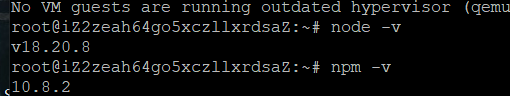 No VM guests are running outdated hypervisor (qemu
root@iZ2zeah64go5xczllxrdsaZ:~# node -v
v18.20.8
root@iZ2zeah64go5xczllxrdsaZ:~# npm -v
10.8.2